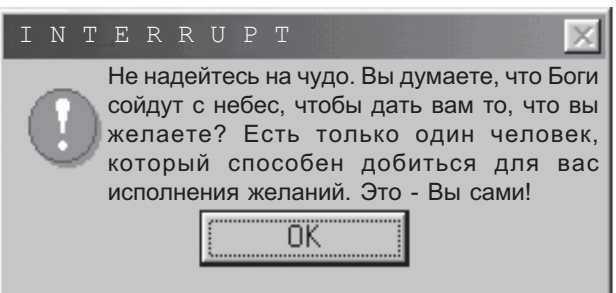 INTERRUPT
Не надейтесь на чудо. Вы думаете, что Боги
сойдут с небес, чтобы дать вам то, что вы
желаете? Есть только один человек,
который способен добиться для вас
исполнения желаний. Это - Вы сами!
OK